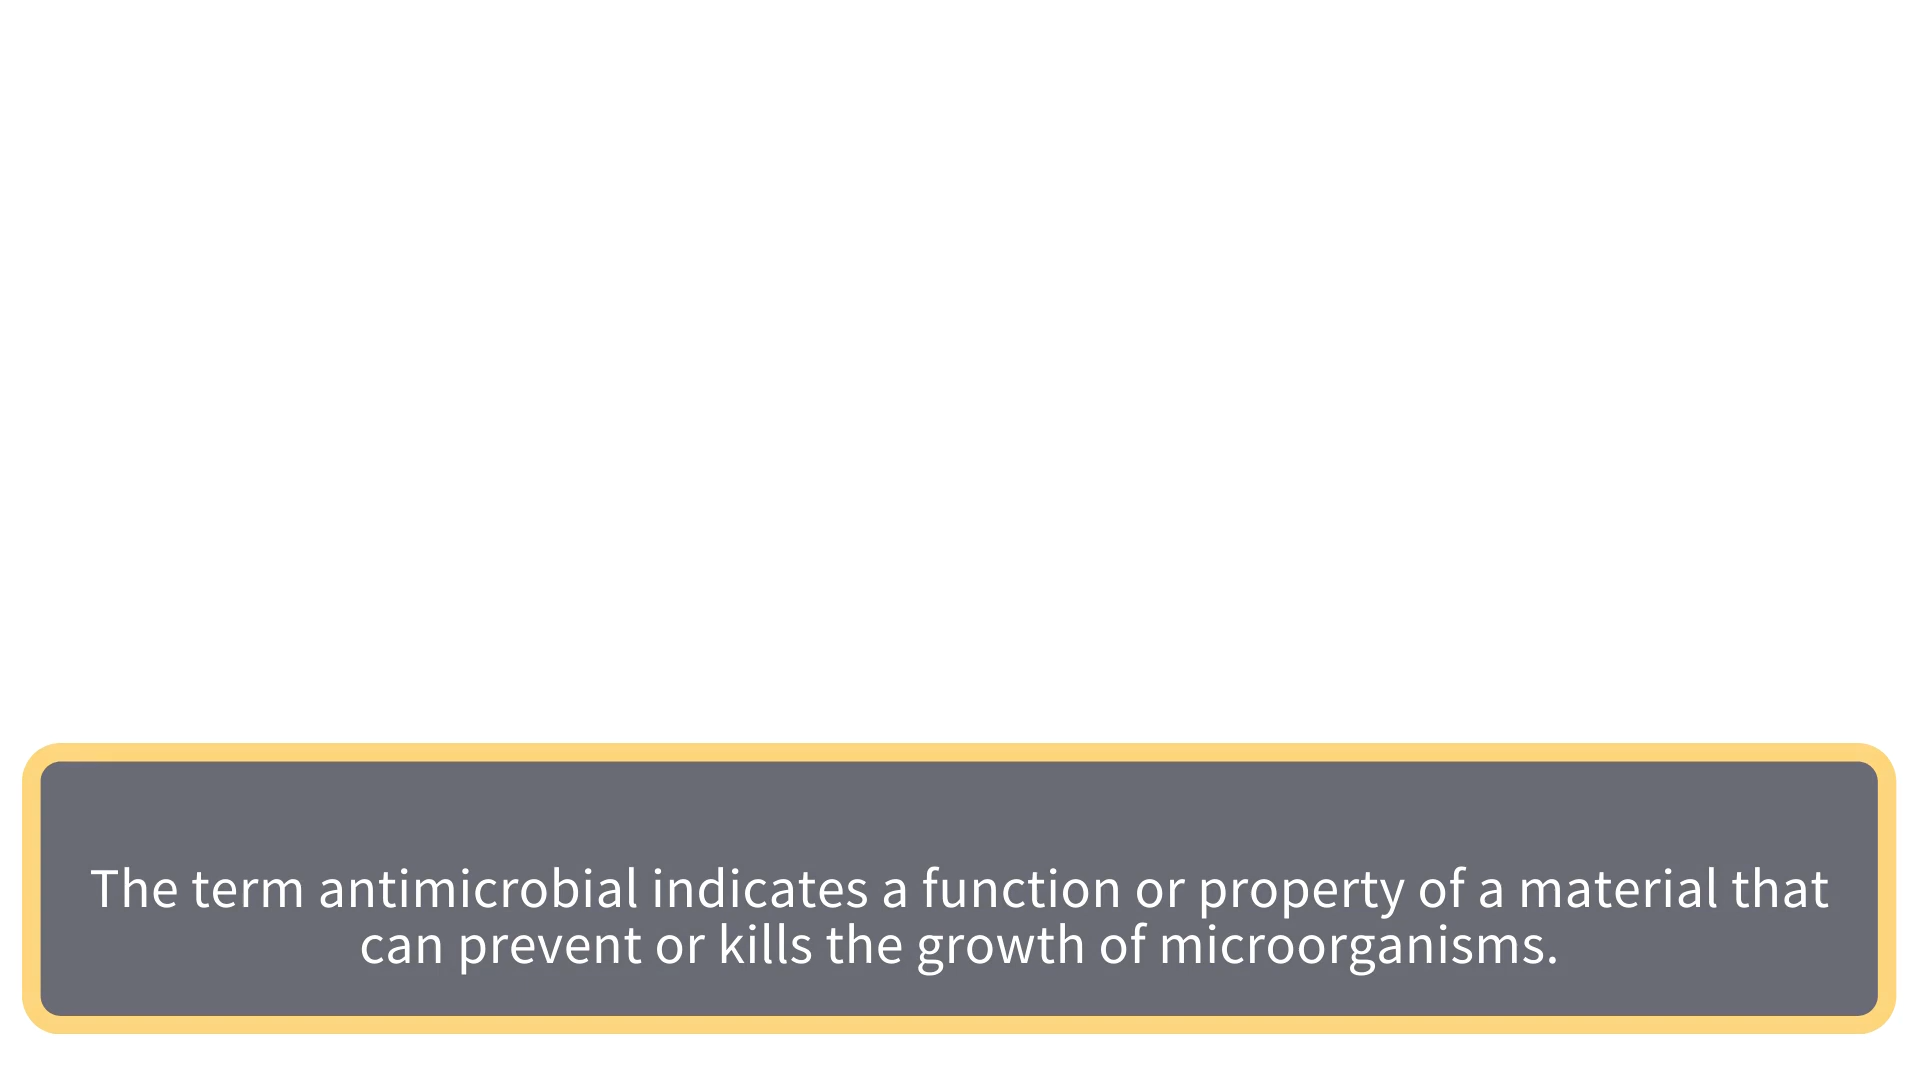 The term antimicrobial indicates a function or property of a material that
can prevent or kills the growth of microorganisms.